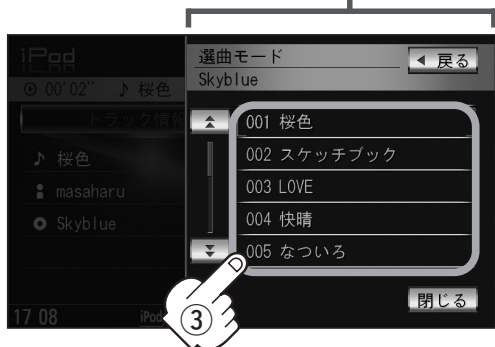 iPod
00'02" ♪ 桜色
トラック情報
♪ 桜色
masaharu
Skyblue
17 08
iPod
選曲モード
◀ 戻る
Skyblue
001 桜色
002 スケッチブック
003 LOVE
004 快晴
005 なついろ
閉じる
③